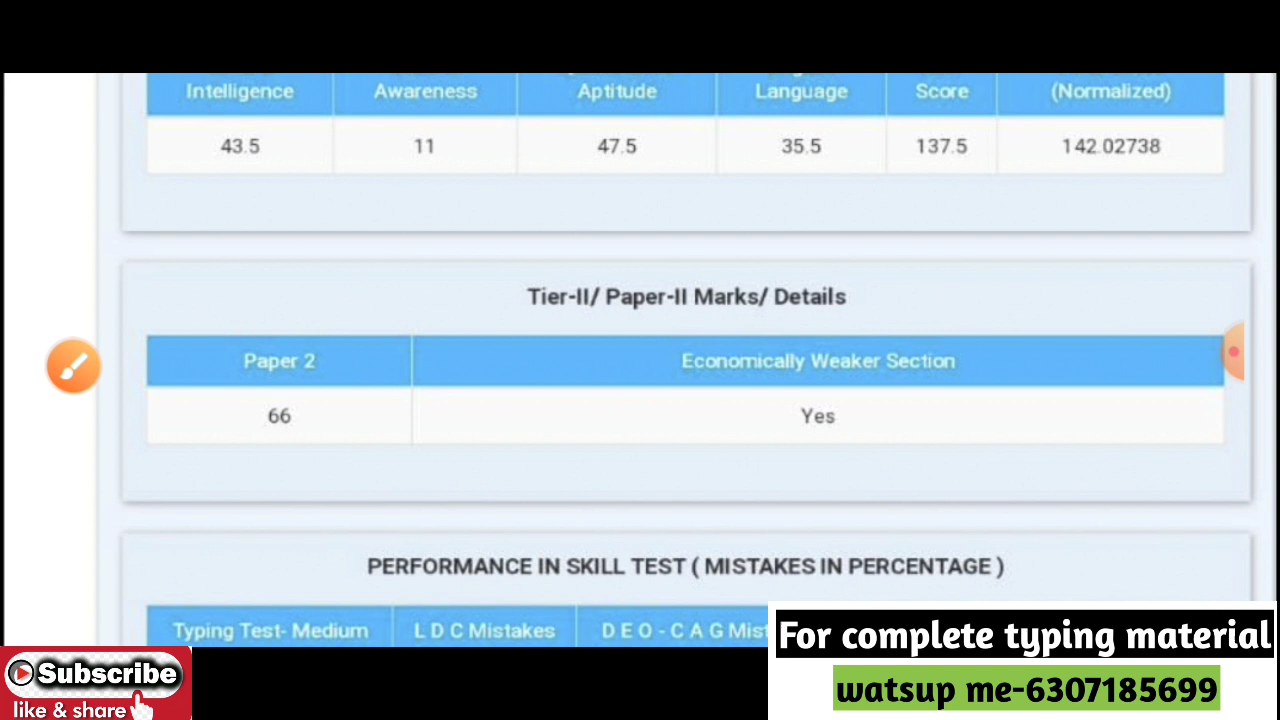 Intelligence Awareness Aptitude Language Score (Normalized)
43.5 11 47.5 35.5 137.5 142.02738
Tier-II/ Paper-II Marks/ Details
Paper 2 Economically Weaker Section
66 Yes
PERFORMANCE IN SKILL TEST ( MISTAKES IN PERCENTAGE )
Typing Test- Medium L D C Mistakes D E O - C A G Mist
For complete typing material
watsup me-6307185699
Subscribe
like & share